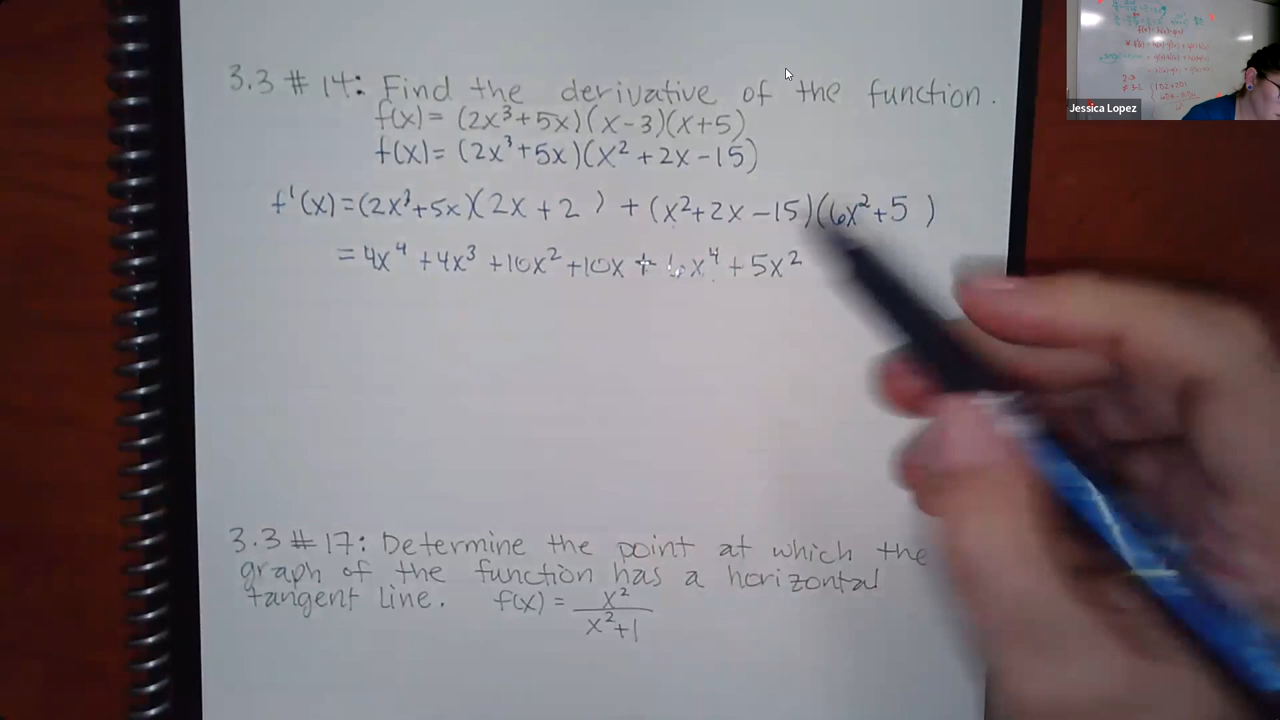 3.3 # 14: Find the derivative of the function.
f(x) = (2x³+5x)(x-3)(x+5)
f(x) = (2x³+5x)(x²+2x-15)
f'(x) = (2x³+5x)(2x+2) + (x²+2x-15)(6x²+5)
= 4x⁴ +4x³ +10x² +10x + 6x⁴ + 5x²
3.3 # 17: Determine the point at which the
graph of the function has a horizontal
tangent line. f(x) = x²
x²+1
Jessica Lopez